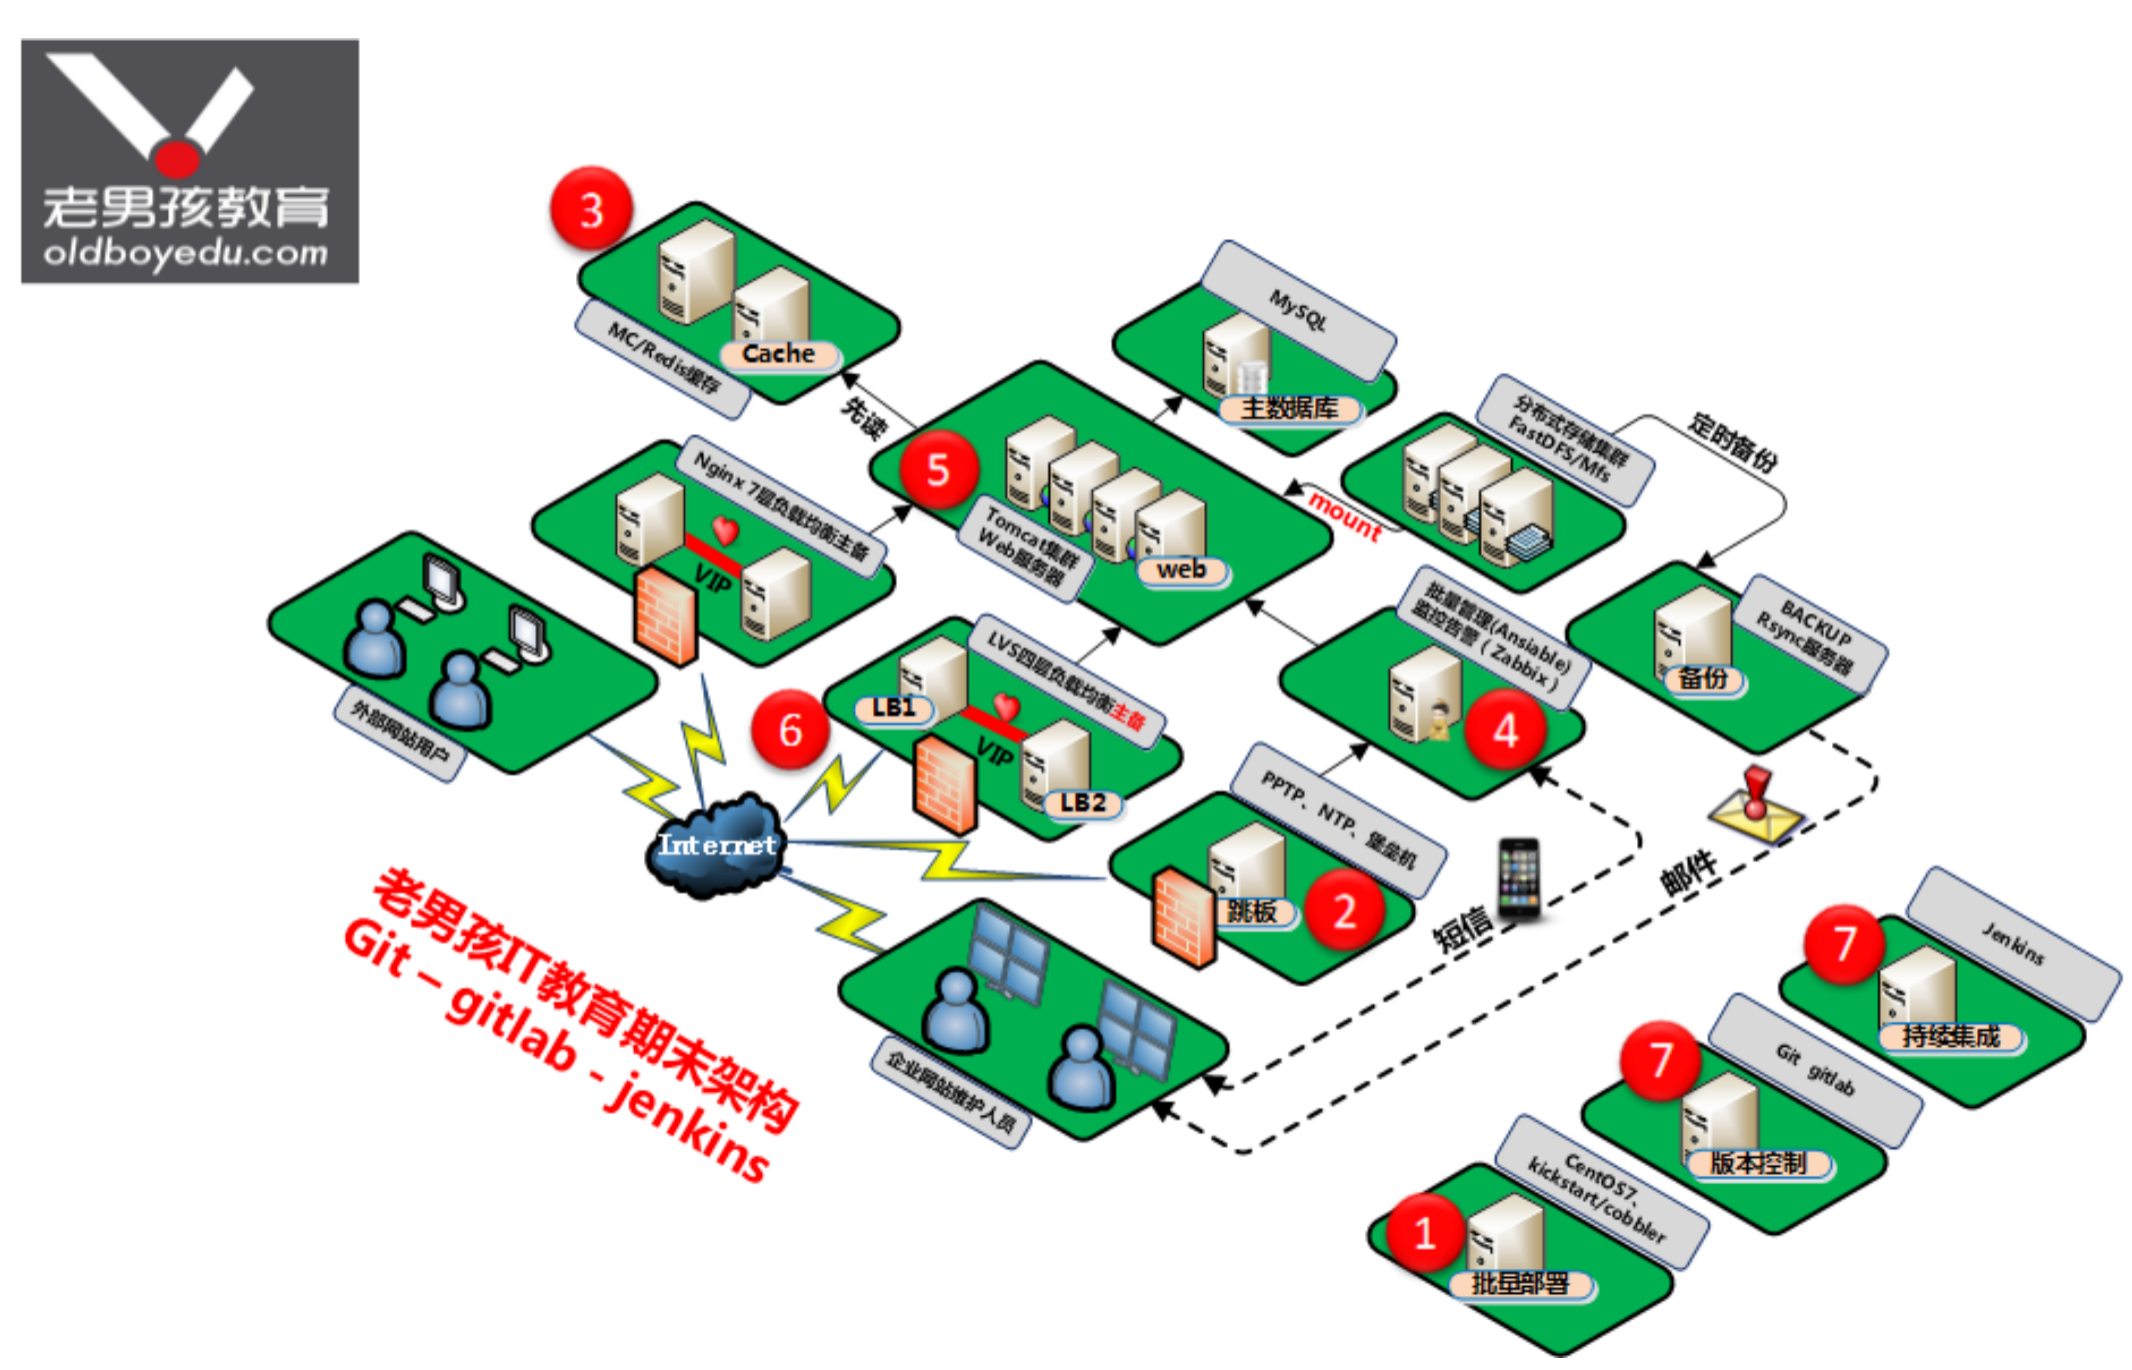 老男孩教育
oldboyedu.com
3
Cache
MC/Redis缓存
先读
MySQL
主数据库
分布式存储集群
FastDFS/Mfs
定时备份
mount
5
Tomcat集群
Web服务器
web
Nginx 7层负载均衡主备
VIP
外部网站用户
批量管理(Ansiable)
监控告警（Zabbix）
4
BACKUP
Rsync服务器
备份
6
LVS四层负载均衡主备
LB1
VIP
LB2
Internet
PPTP、NTP、堡垒机
跳板
2
短信
邮件
企业网站维护人员
老男孩IT教育期末架构
Git – gitlab - jenkins
7
Jenkins
持续集成
7
Git gitlab
版本控制
1
CentOS7、
kickstart/cobbler
批量部署